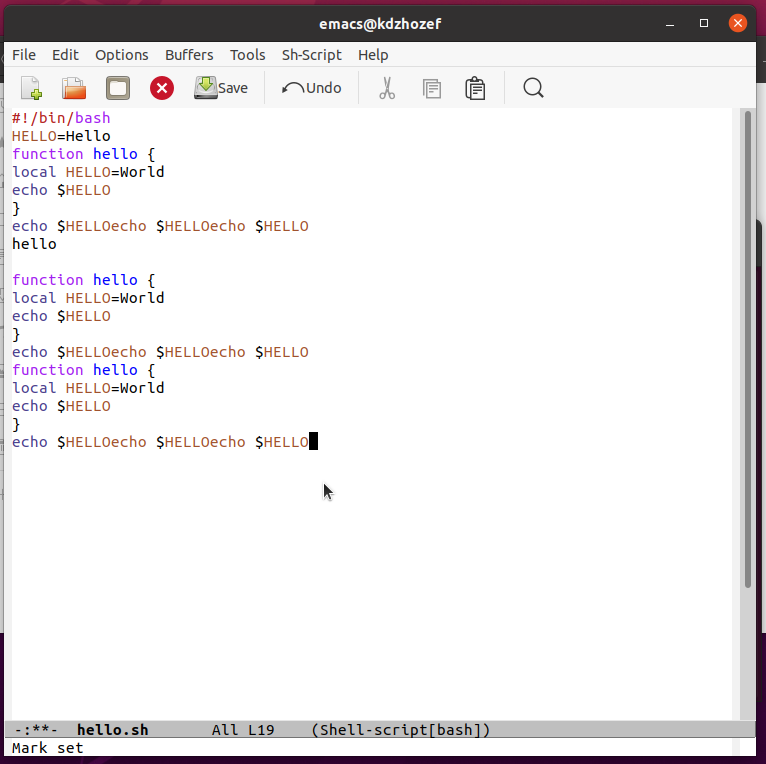 emacs@kdzhozef
File Edit Options Buffers Tools Sh-Script Help
Save Undo
#!/bin/bash
HELLO=Hello
function hello {
local HELLO=World
echo $HELLO
}
echo $HELLOecho $HELLOecho $HELLO
hello

function hello {
local HELLO=World
echo $HELLO
}
echo $HELLOecho $HELLOecho $HELLO
function hello {
local HELLO=World
echo $HELLO
}
echo $HELLOecho $HELLOecho $HELLO
-:**- hello.sh All L19 (Shell-script[bash])
Mark set